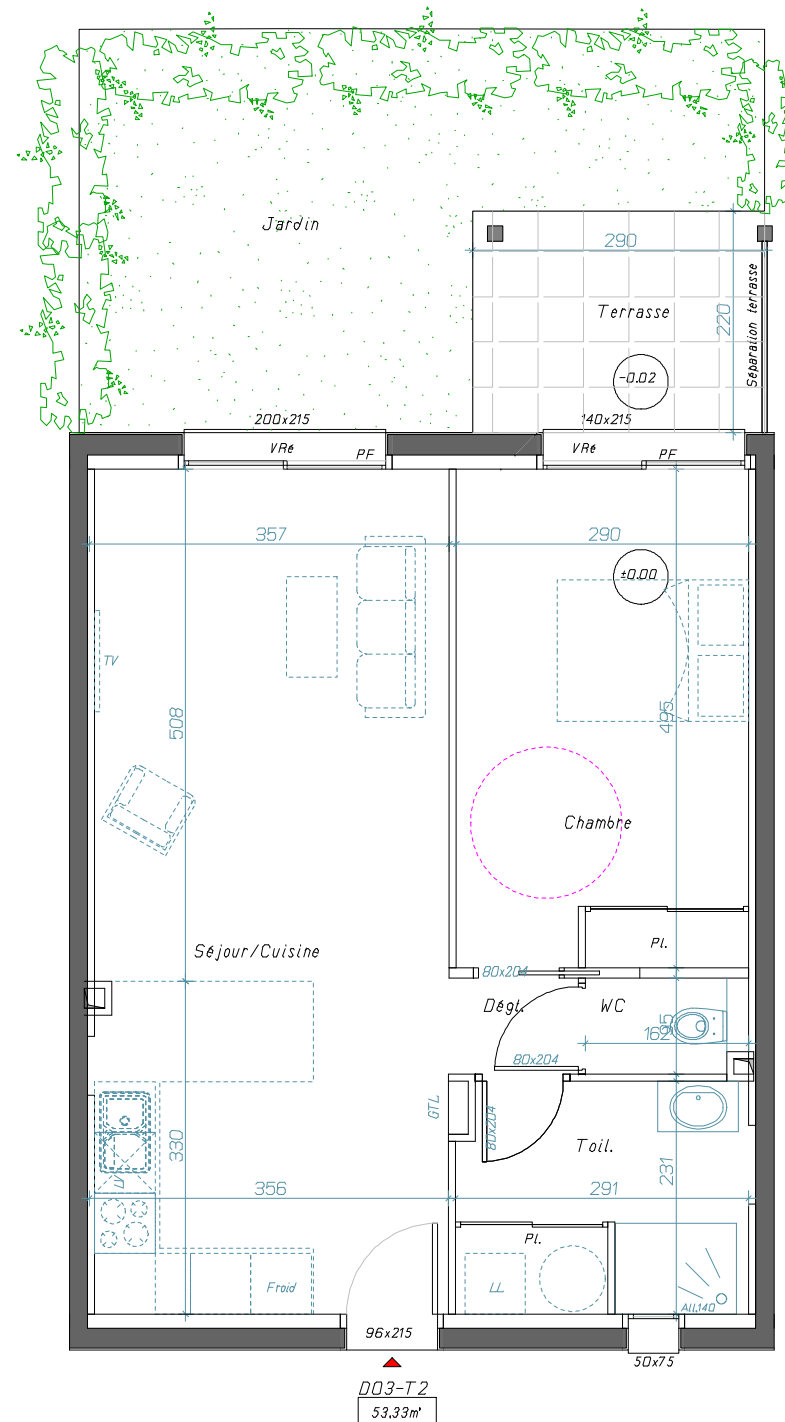 Jardin
290
Terrasse
220
Séparation terrasse
-0.02
200x215
140x215
VRé
PF
VRé
PF
357
290
±0.00
TV
508
495
Chambre
Séjour/Cuisine
Pl.
80x204
Dégt.
WC
95
162
80x204
GTL
80x204
Toil.
330
LV
231
356
291
Pl.
Froid
LL
All.140
96x215
50x75
D03-T2
53,33m²